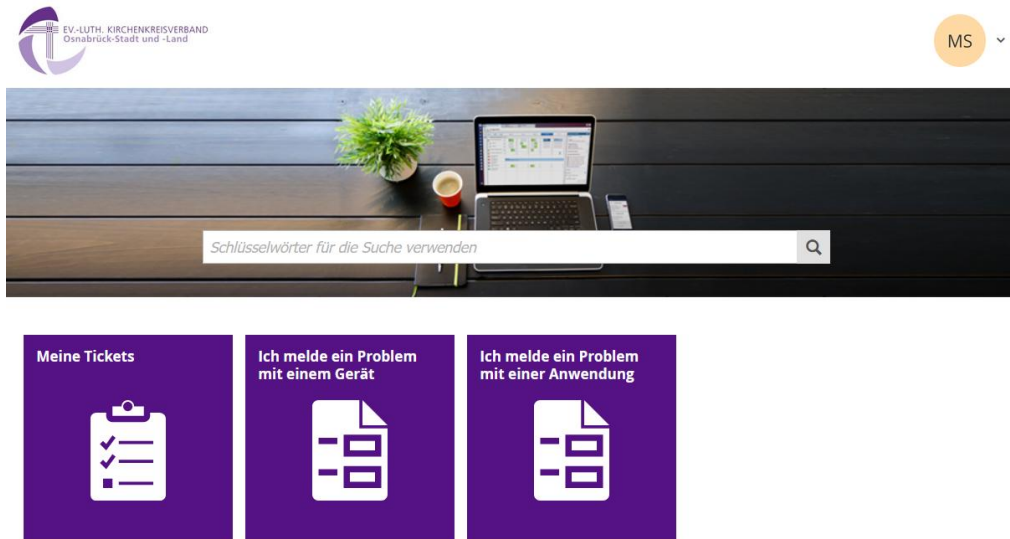 EV.-LUTH. KIRCHENKREISVERBAND
Osnabrück-Stadt und -Land
MS
Schlüsselwörter für die Suche verwenden
Meine Tickets
Ich melde ein Problem
mit einem Gerät
Ich melde ein Problem
mit einer Anwendung